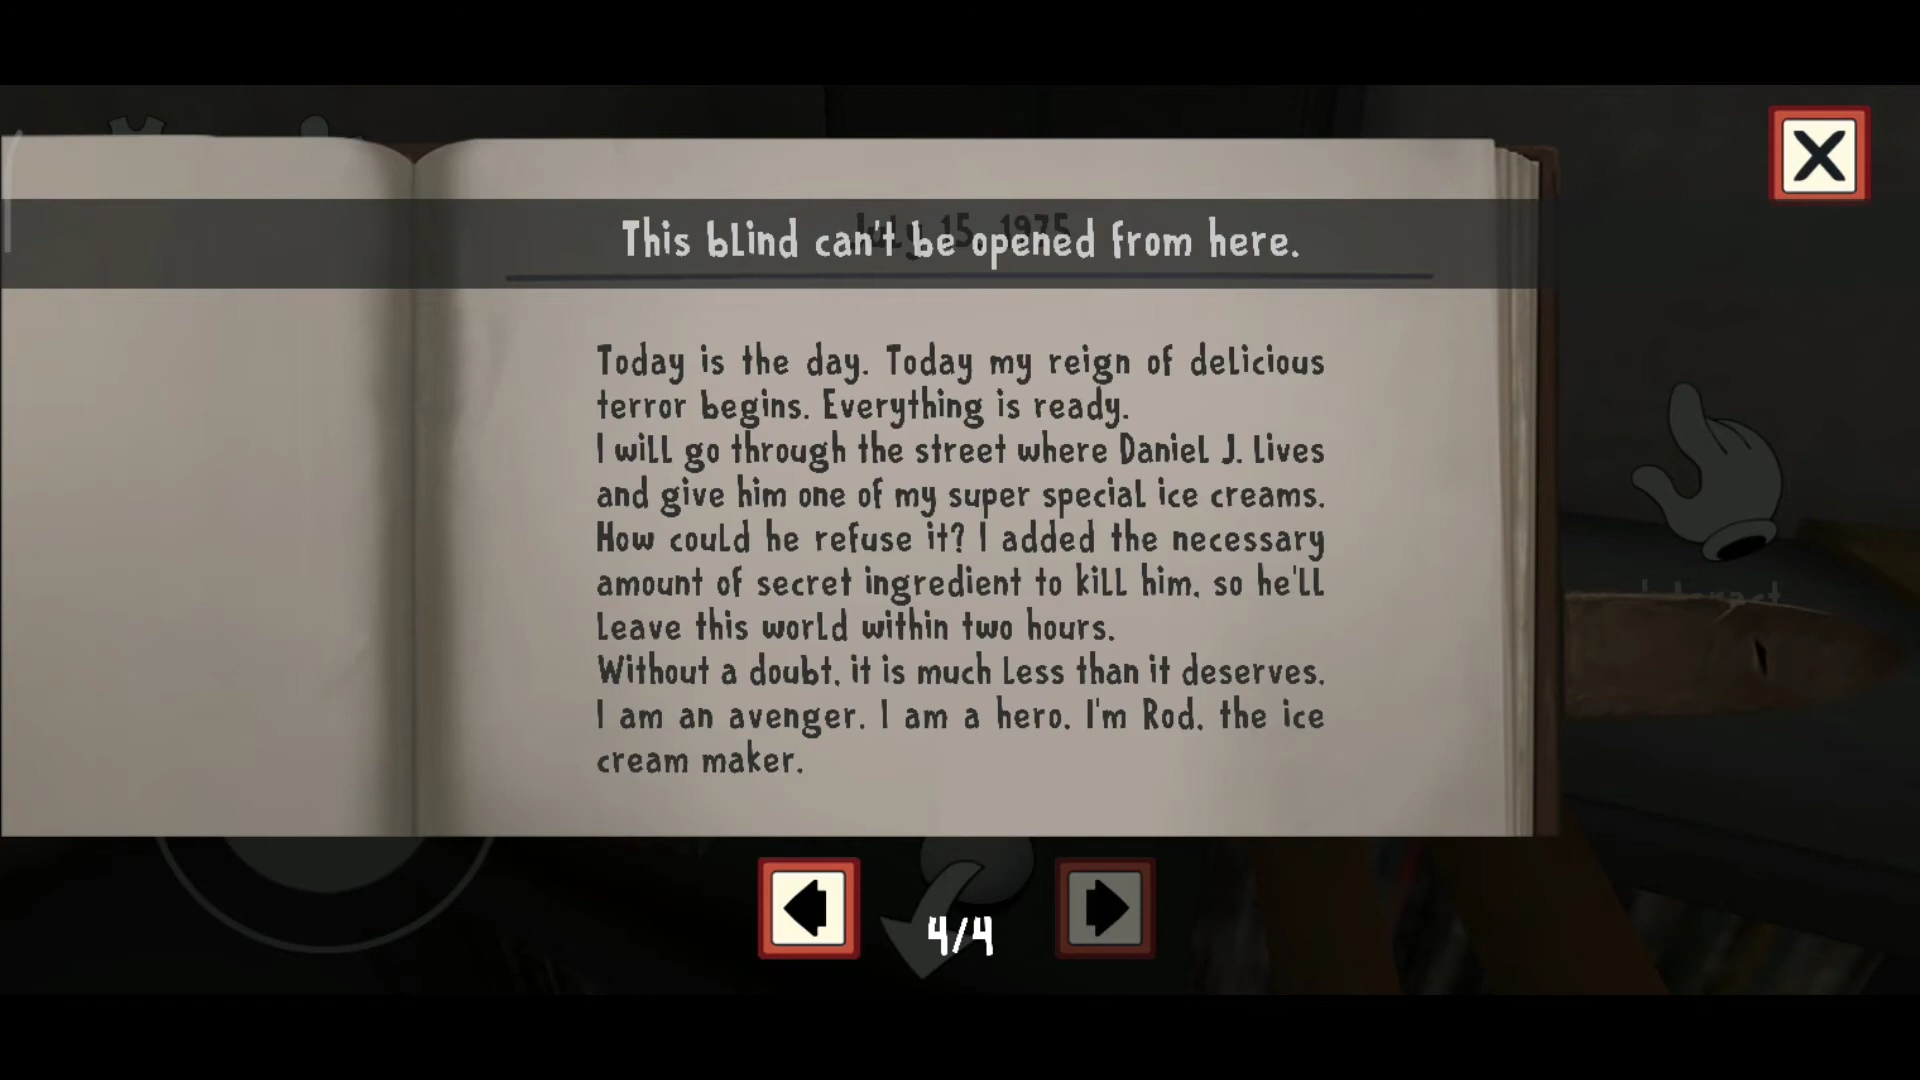 July 15, 1975
This blind can't be opened from here.
Today is the day. Today my reign of delicious
terror begins. Everything is ready.
I will go through the street where Daniel J. lives
and give him one of my super special ice creams.
How could he refuse it? I added the necessary
amount of secret ingredient to kill him, so he'll
leave this world within two hours.
Without a doubt, it is much less than it deserves.
I am an avenger. I am a hero. I'm Rod, the ice
cream maker.
Interact
4/4